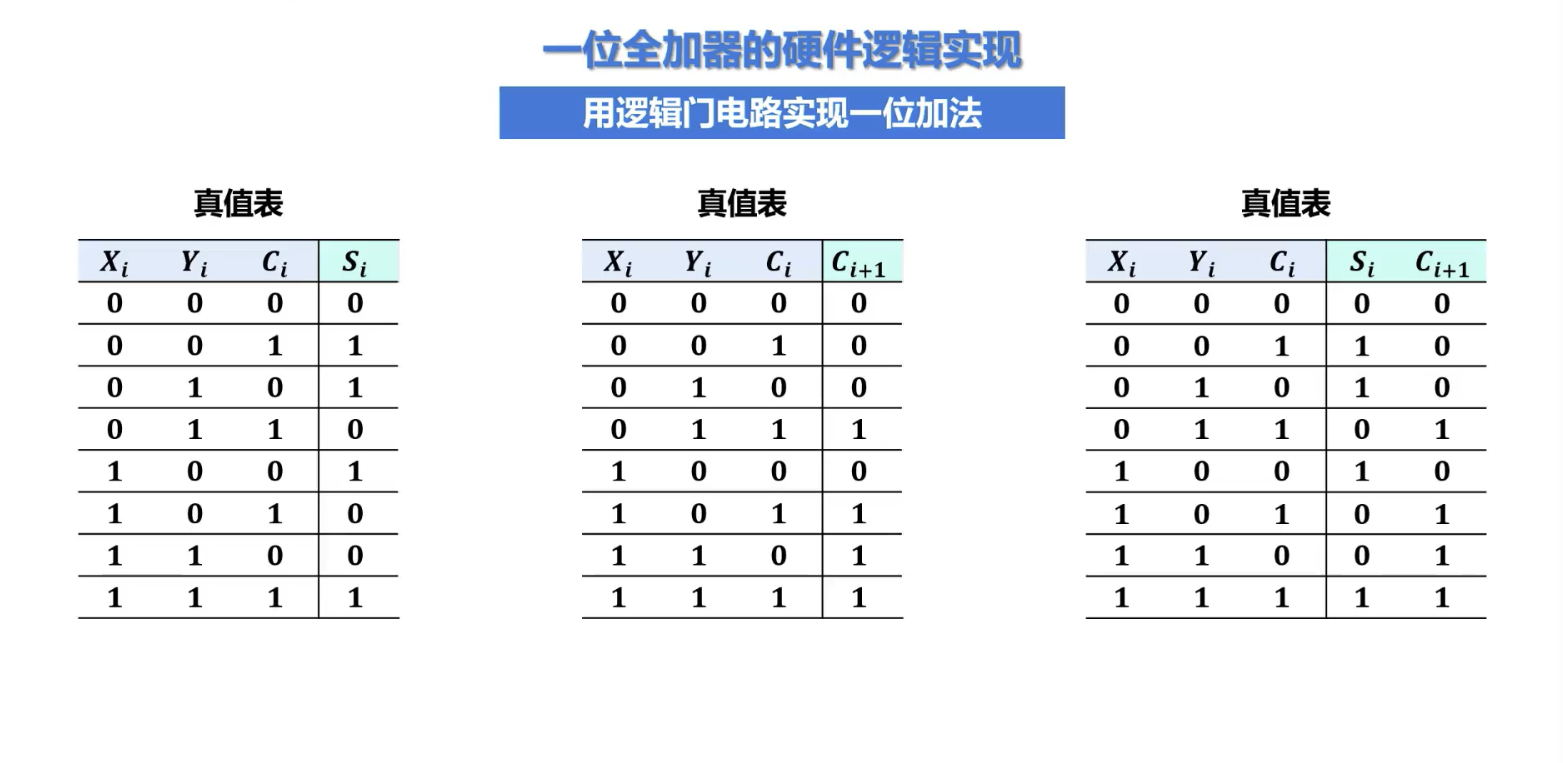 一位全加器的硬件逻辑实现
用逻辑门电路实现一位加法
真值表
Xᵢ Yᵢ Cᵢ Sᵢ
0 0 0 0
0 0 1 1
0 1 0 1
0 1 1 0
1 0 0 1
1 0 1 0
1 1 0 0
1 1 1 1
真值表
Xᵢ Yᵢ Cᵢ Cᵢ₊₁
0 0 0 0
0 0 1 0
0 1 0 0
0 1 1 1
1 0 0 0
1 0 1 1
1 1 0 1
1 1 1 1
真值表
Xᵢ Yᵢ Cᵢ Sᵢ Cᵢ₊₁
0 0 0 0 0
0 0 1 1 0
0 1 0 1 0
0 1 1 0 1
1 0 0 1 0
1 0 1 0 1
1 1 0 0 1
1 1 1 1 1